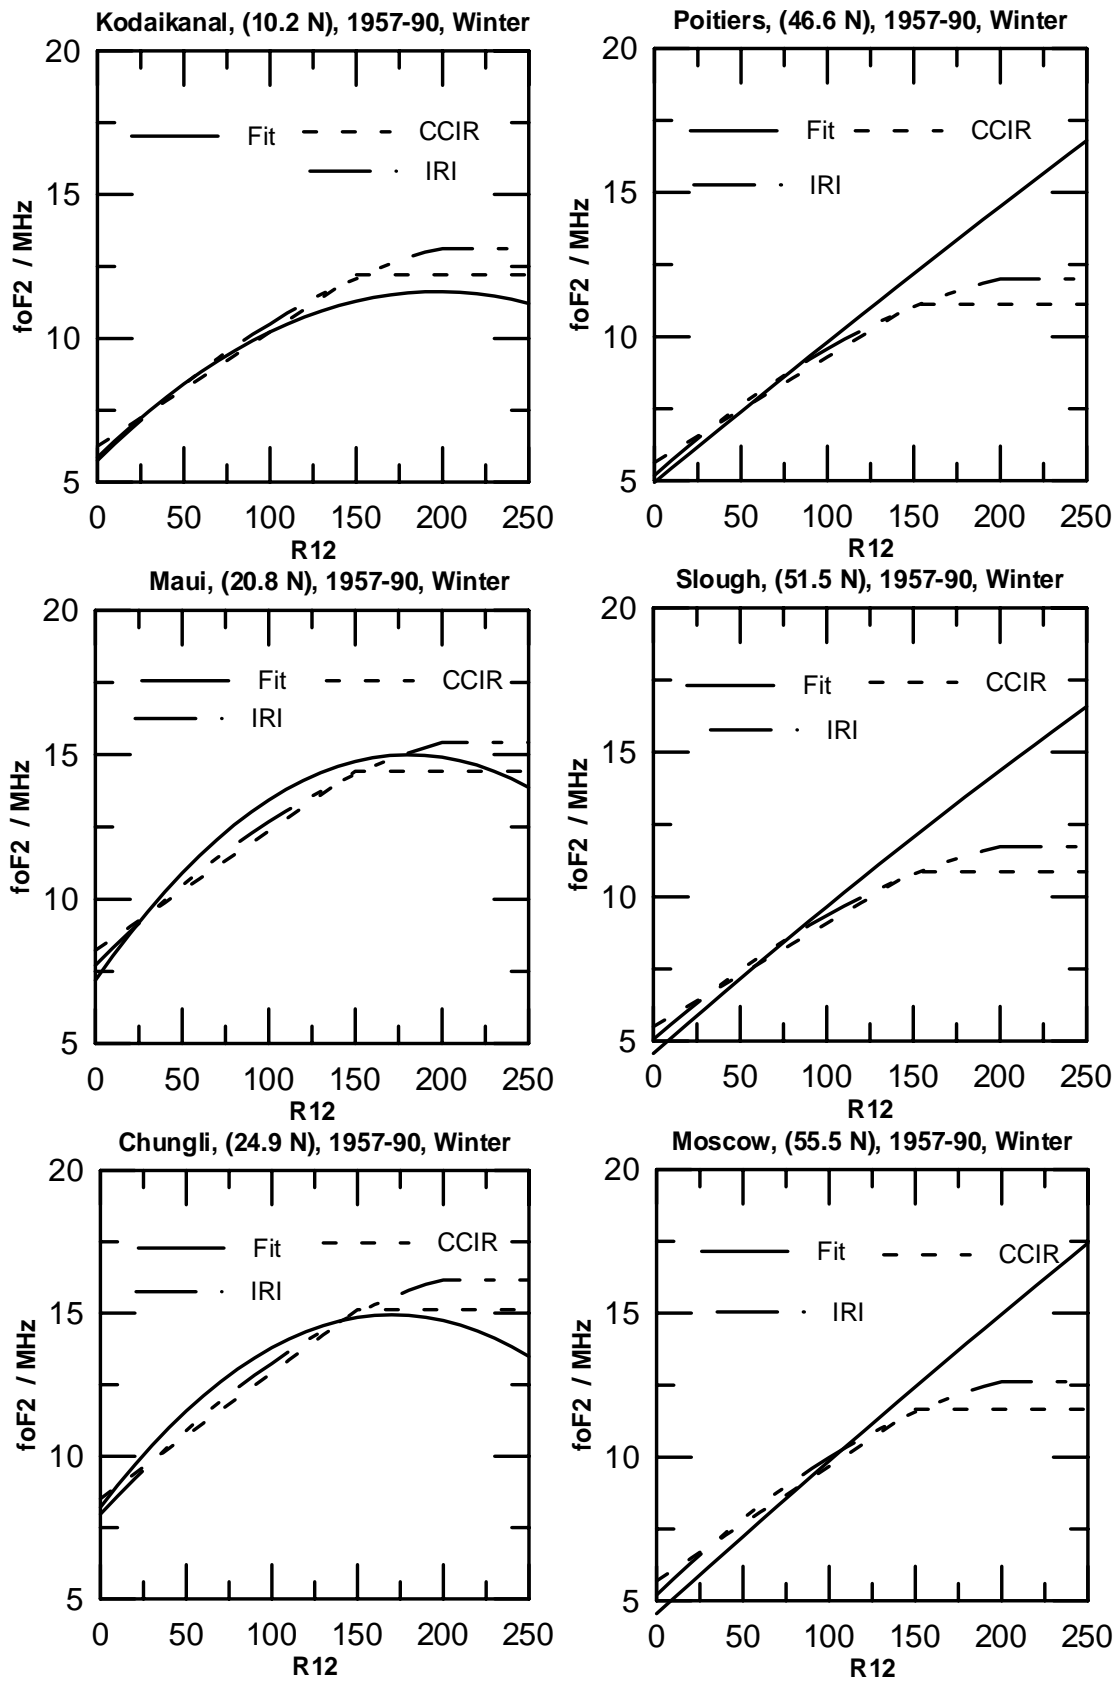 Kodaikanal, (10.2 N), 1957-90, Winter
20
15
10
5
foF2 / MHz
Fit
CCIR
IRI
0 50 100 150 200 250
R12
Poitiers, (46.6 N), 1957-90, Winter
20
15
10
5
foF2 / MHz
Fit
CCIR
IRI
0 50 100 150 200 250
R12
Maui, (20.8 N), 1957-90, Winter
20
15
10
5
foF2 / MHz
Fit
CCIR
IRI
0 50 100 150 200 250
R12
Slough, (51.5 N), 1957-90, Winter
20
15
10
5
foF2 / MHz
Fit
CCIR
IRI
0 50 100 150 200 250
R12
Chungli, (24.9 N), 1957-90, Winter
20
15
10
5
foF2 / MHz
Fit
CCIR
IRI
0 50 100 150 200 250
R12
Moscow, (55.5 N), 1957-90, Winter
20
15
10
5
foF2 / MHz
Fit
CCIR
IRI
0 50 100 150 200 250
R12